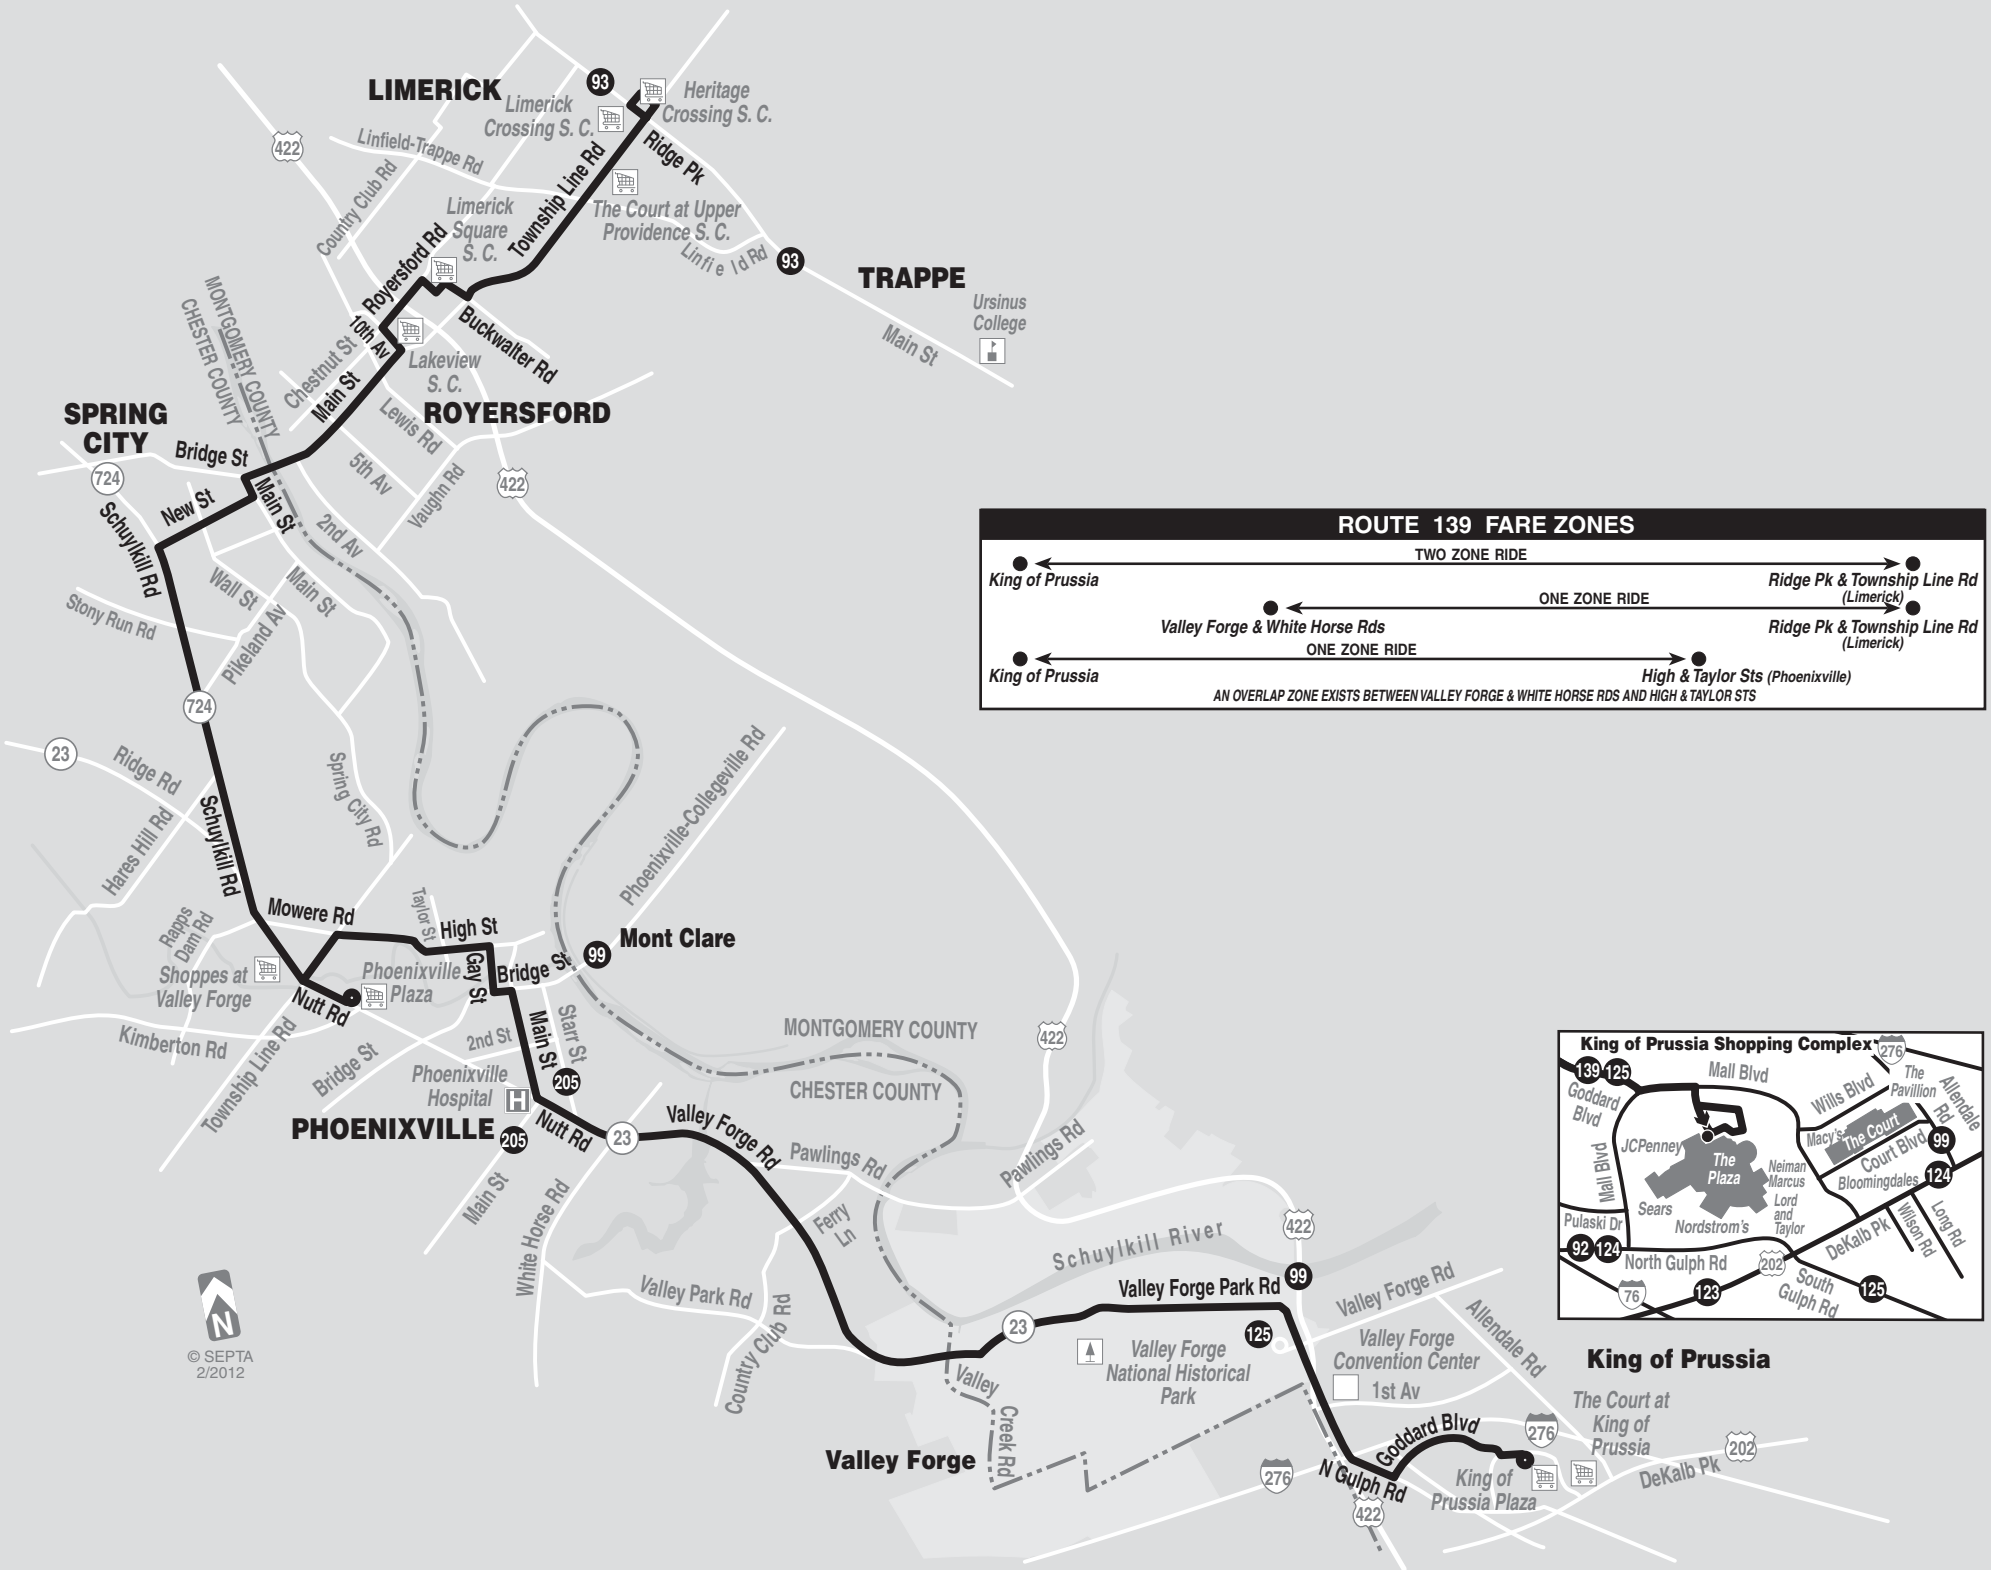 LIMERICK
93
Limerick
Crossing S. C.
Heritage
Crossing S. C.
422
Linfield-Trappe Rd
Ridge Pk
Country Club Rd
Township Line Rd
Limerick
Square
S. C.
The Court at Upper
Providence S. C.
Linfield Rd
93
TRAPPE
Ursinus
College
Main St
Royersford Rd
10th Av
Buckwalter Rd
MONTGOMERY COUNTY
CHESTER COUNTY
Chestnut St
Main St
Lakeview
S. C.
Lewis Rd
ROYERSFORD
SPRING
CITY
Bridge St
724
5th Av
Vaughn Rd
422
New St
Main St
2nd Av
Schuylkill Rd
Wall St
Main St
Stony Run Rd
Pikeland Av
724
ROUTE 139 FARE ZONES
TWO ZONE RIDE
King of Prussia
Ridge Pk & Township Line Rd
(Limerick)
ONE ZONE RIDE
Valley Forge & White Horse Rds
Ridge Pk & Township Line Rd
(Limerick)
ONE ZONE RIDE
King of Prussia
High & Taylor Sts (Phoenixville)
AN OVERLAP ZONE EXISTS BETWEEN VALLEY FORGE & WHITE HORSE RDS AND HIGH & TAYLOR STS
23
Ridge Rd
Spring City Rd
Phoenixville-Collegeville Rd
Hares Hill Rd
Schuylkill Rd
Mowere Rd
Taylor St
High St
Rapps
Dam Rd
Gay St
Bridge St
99
Mont Clare
Shoppes at
Valley Forge
Phoenixville
Plaza
Nutt Rd
Kimberton Rd
Township Line Rd
Bridge St
2nd St
Main St
Starr St
Phoenixville
Hospital
H
205
PHOENIXVILLE
205
Nutt Rd
23
MONTGOMERY COUNTY
CHESTER COUNTY
422
Valley Forge Rd
Pawlings Rd
Pawlings Rd
Main St
White Horse Rd
Ferry
Ln
Schuylkill River
422
Valley Park Rd
Country Club Rd
Valley Forge Park Rd
99
Valley Forge Rd
23
125
Valley Forge
National Historical
Park
Valley Forge
Convention Center
1st Av
Allendale Rd
Valley
Creek Rd
Valley Forge
Goddard Blvd
N Gulph Rd
276
422
276
King of
Prussia Plaza
King of Prussia
The Court at
King of
Prussia
202
DeKalb Pk
N
© SEPTA
2/2012
King of Prussia Shopping Complex
276
139
125
Mall Blvd
Goddard
Blvd
Wills Blvd
The
Pavilion
Allendale
Rd
JCPenney
Macy's
The Court
99
Mall Blvd
The
Plaza
Neiman
Marcus
Court Blvd
Bloomingdales
124
Sears
Lord
and
Taylor
Nordstrom's
Pulaski Dr
92
124
North Gulph Rd
202
DeKalb Pk
Wilson Rd
Long Rd
76
123
South
Gulph Rd
125